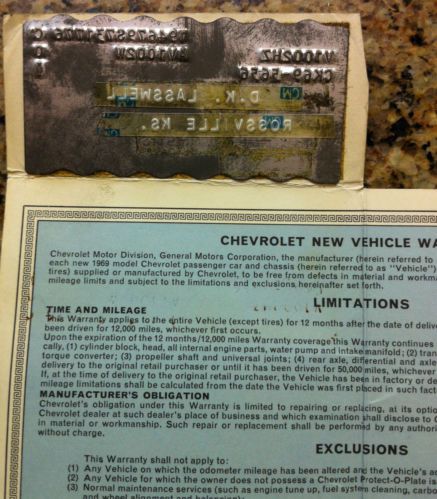 D.K. LASSWELL
ROSSVILLE KS.
CHEVROLET NEW VEHICLE WA
Chevrolet Motor Division, General Motors Corporation, the manufacturer (herein referred to
each new 1969 model Chevrolet passenger car and chassis (herein referred to as "Vehicle")
tires) supplied or manufactured by Chevrolet, to be free from defects in material and workma
mileage limits and subject to the limitations and exclusions hereinafter set forth.
LIMITATIONS
TIME AND MILEAGE
This Warranty applies to the entire Vehicle (except tires) for 12 months after the date of delive
been driven for 12,000 miles, whichever first occurs.
Upon the expiration of the 12 months/12,000 miles Warranty coverage this Warranty continues
cally, (1) cylinder block, head, all internal engine parts, water pump and intake manifold; (2) tran
torque converter; (3) propeller shaft and universal joints; (4) rear axle, differential and axle
delivery to the original retail purchaser or until it has been driven for 50,000 miles, whichever
If, at the time of delivery to the original retail purchaser, the Vehicle has been in factory or de
mileage limitations shall be calculated from the date the Vehicle was first placed in such fact
MANUFACTURER'S OBLIGATION
Chevrolet's obligation under this Warranty is limited to repairing or replacing, at its optio
Chevrolet dealer at such dealer's place of business and which examination shall disclose to C
in material or workmanship. Such repair or replacement shall be performed by any authori
without charge.
EXCLUSIONS
This Warranty shall not apply to:
(1) Any Vehicle on which the odometer mileage has been altered and the Vehicle's ac
(2) Any Vehicle for which the owner does not possess a Chevrolet Protect-O-Plate is
(3) Normal maintenance services (such as engine tune up, fuel system cleaning, carb
and wheel alignment and balancing);